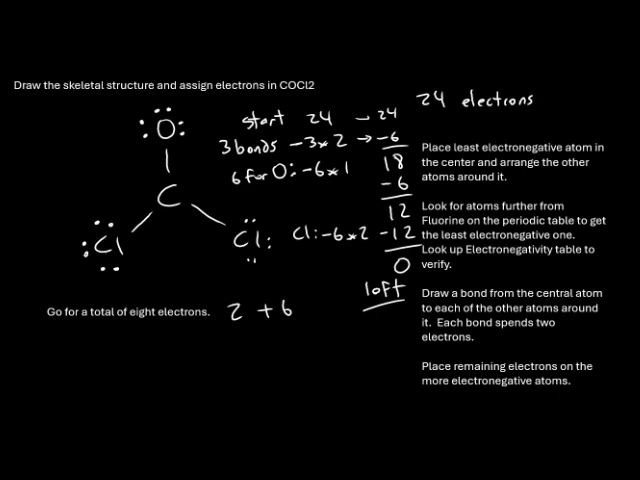 Draw the skeletal structure and assign electrons in COCl2
24 electrons
start 24 → 24
3 bonds -3×2 → -6
18
6 for O: -6×1
-6
12
Cl: -6×2 -12
0
left
:O:
C
:Cl
Cl:
Go for a total of eight electrons. 2 + 6
Place least electronegative atom in
the center and arrange the other
atoms around it.
Look for atoms further from
Fluorine on the periodic table to get
the least electronegative one.
Look up Electronegativity table to
verify.
Draw a bond from the central atom
to each of the other atoms around
it. Each bond spends two
electrons.
Place remaining electrons on the
more electronegative atoms.